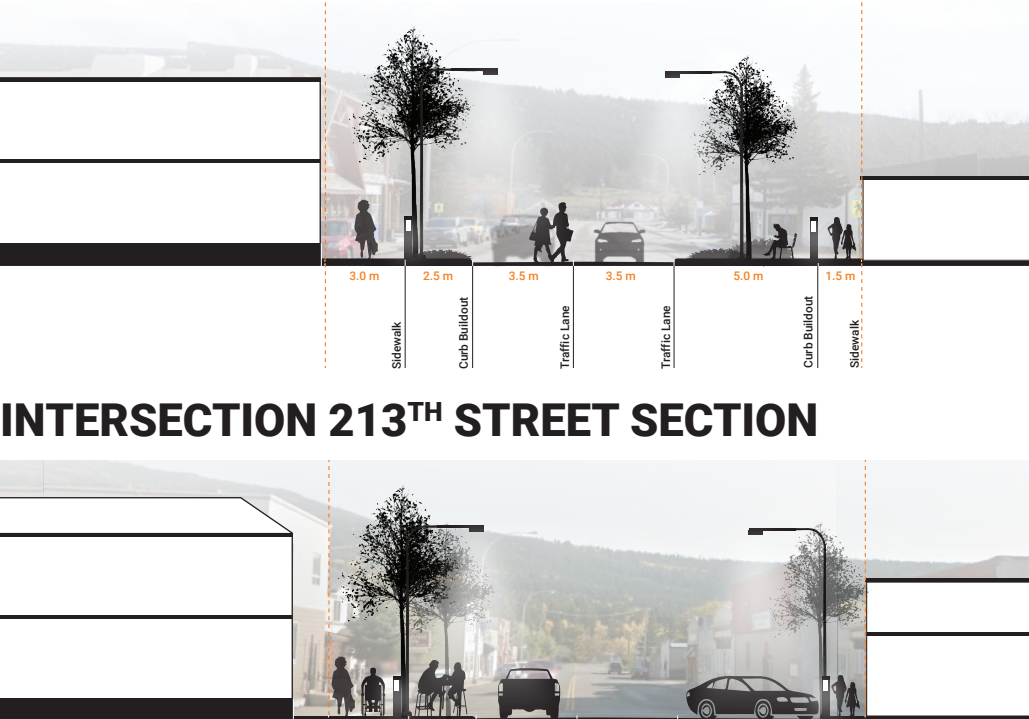 3.0 m 2.5 m 3.5 m 3.5 m 5.0 m 1.5 m
Sidewalk
Curb Buildout
Traffic Lane
Traffic Lane
Curb Buildout
Sidewalk
INTERSECTION 213TH STREET SECTION